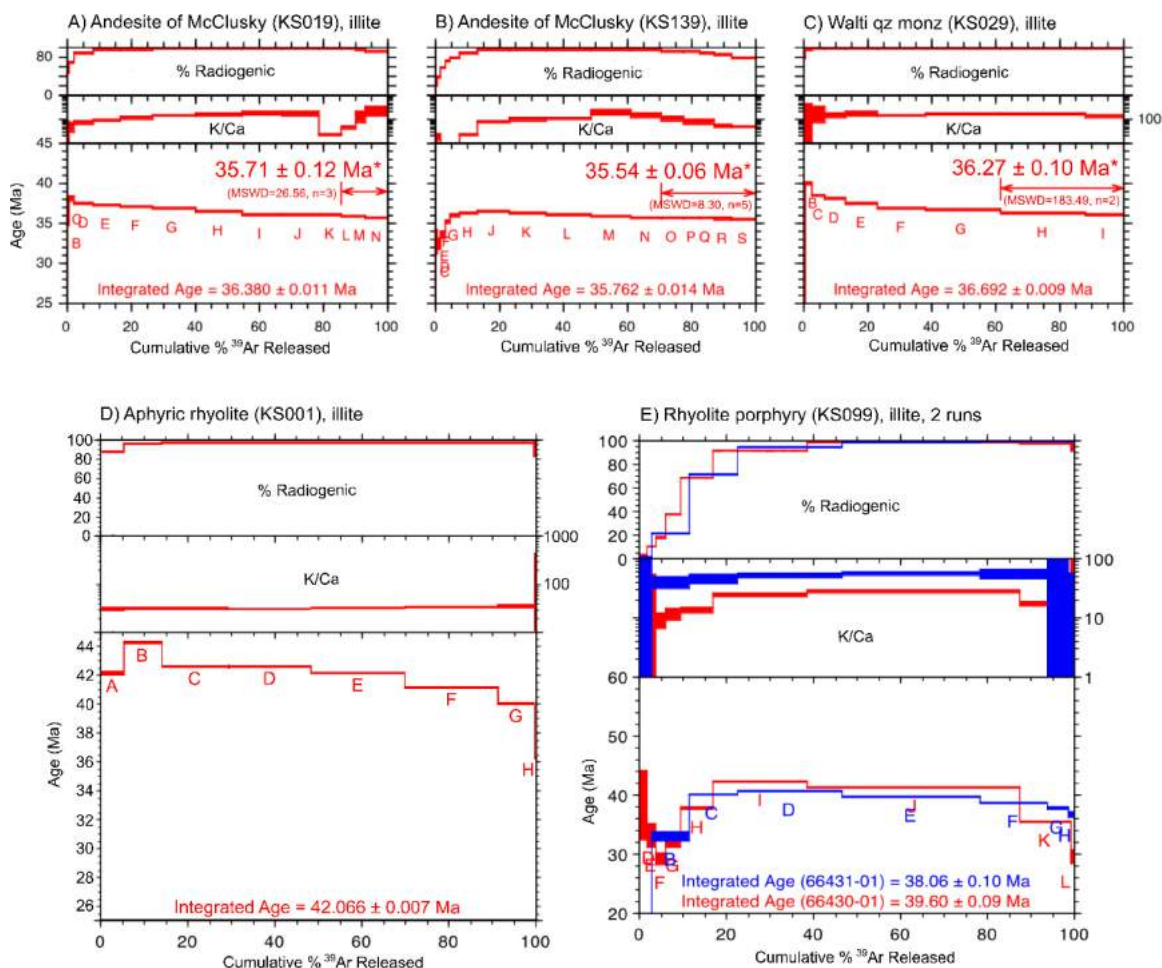 A) Andesite of McClusky (KS019), illite
80
0
% Radiogenic
K/Ca
45
40
35
30
25
Age (Ma)
35.71 ± 0.12 Ma*
(MSWD=26.56, n=3)
B C D E F G H I J K L M N
Integrated Age = 36.380 ± 0.011 Ma
0 20 40 60 80 100
Cumulative % ³⁹Ar Released
B) Andesite of McClusky (KS139), illite
% Radiogenic
K/Ca
35.54 ± 0.06 Ma*
(MSWD=8.30, n=5)
G H J K L M N O P Q R S
E
C
Integrated Age = 35.762 ± 0.014 Ma
0 20 40 60 80 100
Cumulative % ³⁹Ar Released
C) Walti qz monz (KS029), illite
% Radiogenic
K/Ca
100
36.27 ± 0.10 Ma*
(MSWD=183.49, n=2)
B C D E F G H I
Integrated Age = 36.692 ± 0.009 Ma
0 20 40 60 80 100
Cumulative % ³⁹Ar Released
D) Aphyric rhyolite (KS001), illite
100
80
60
40
20
0
% Radiogenic
1000
100
K/Ca
44
42
40
38
36
34
32
30
28
26
Age (Ma)
A B C D E F G H
Integrated Age = 42.066 ± 0.007 Ma
0 20 40 60 80 100
Cumulative % ³⁹Ar Released
E) Rhyolite porphyry (KS099), illite, 2 runs
100
80
60
40
20
0
% Radiogenic
100
10
1
K/Ca
60
50
40
30
20
Age (Ma)
D E F G H I J K L
B C D E F G H
Integrated Age (66431-01) = 38.06 ± 0.10 Ma
Integrated Age (66430-01) = 39.60 ± 0.09 Ma
0 20 40 60 80 100
Cumulative % ³⁹Ar Released